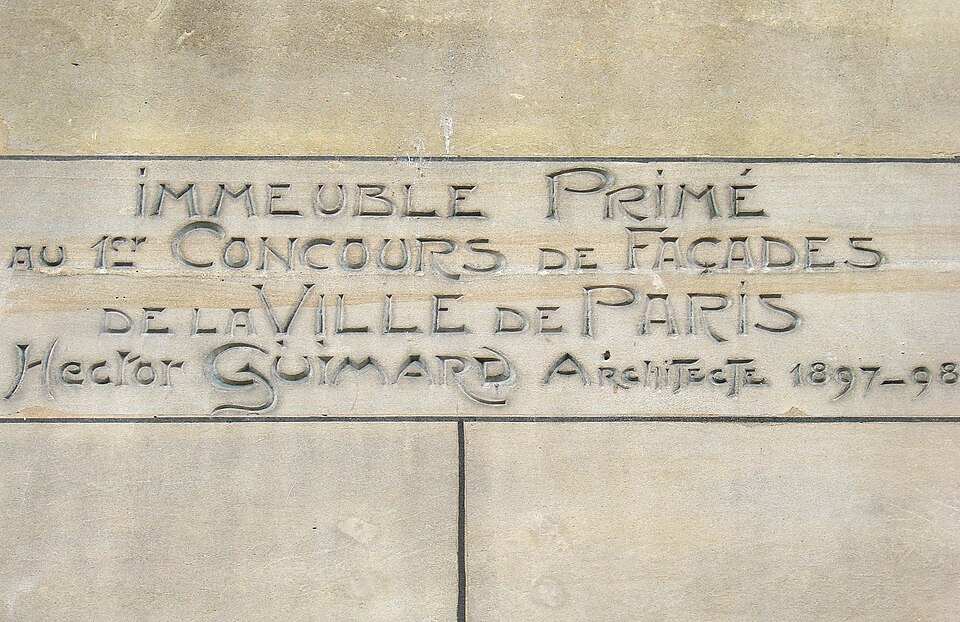 IMMEUBLE PRIMÉ
AU 1er CONCOURS DE FAÇADES
DE LA VILLE DE PARIS
Hector GUIMARD ARCHITECTE 1897-98